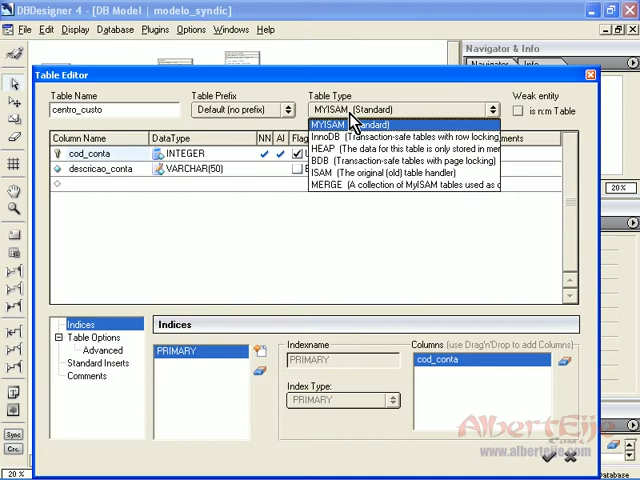 DBDesigner 4 - [DB Model | modelo_syndic]
File Edit Display Database Plugins Options Windows Help
Navigator & Info
Table Editor
Table Name
Table Prefix
Table Type
Weak entity
centro_custo
Default (no prefix)
MYISAM (Standard)
is n:m Table
MYISAM
InnoDB (Transaction-safe tables with row locking
HEAP (The data for this table is only stored in mem
BDB (Transaction-safe tables with page locking)
ISAM (The original (old) table handler)
MERGE (A collection of MyISAM tables used as
Column Name DataType NN AI Flag
cod_conta INTEGER
descricao_conta VARCHAR(50)
20 %
Indices
Table Options
Advanced
Standard Inserts
Comments
Indices
PRIMARY
Indexname
PRIMARY
Index Type:
PRIMARY
Columns (use Drag'n'Drop to add Columns)
cod_conta
Sync
Cnc.
20 %
AlbertEije
.Com
www.alberteije.com